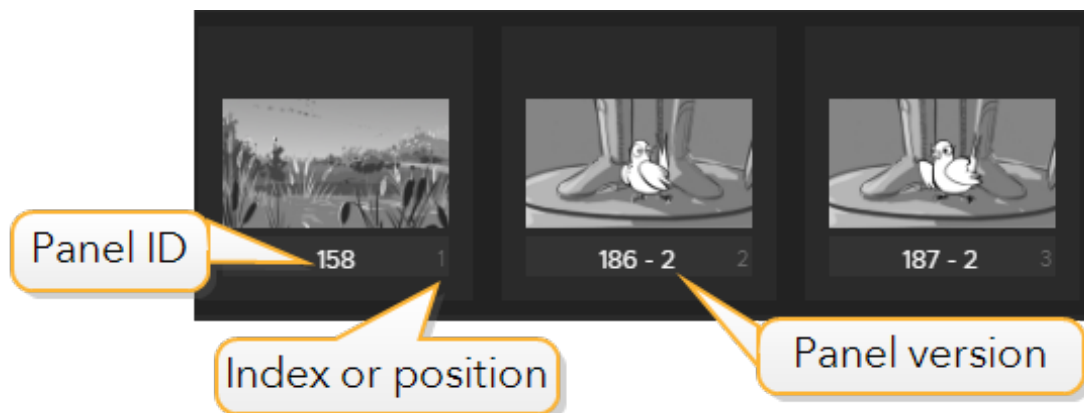 Panel ID
158
1
186 - 2
2
187 - 2
3
Index or position
Panel version